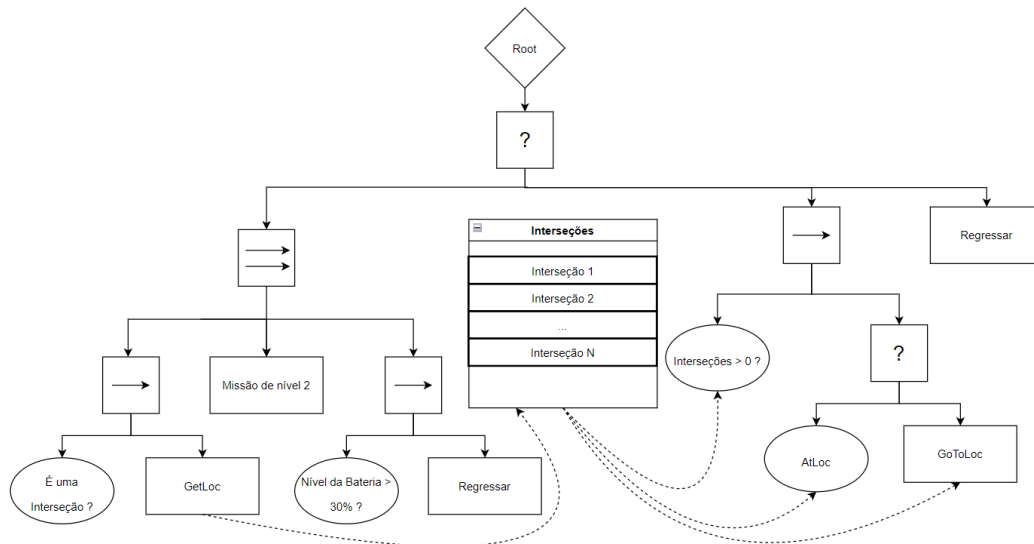 Root
?
Interseções
Regressar
Interseção 1
Interseção 2
...
Interseção N
Interseções > 0 ?
?
Missão de nível 2
AtLoc
GoToLoc
É uma
Interseção ?
GetLoc
Nível da Bateria >
30% ?
Regressar